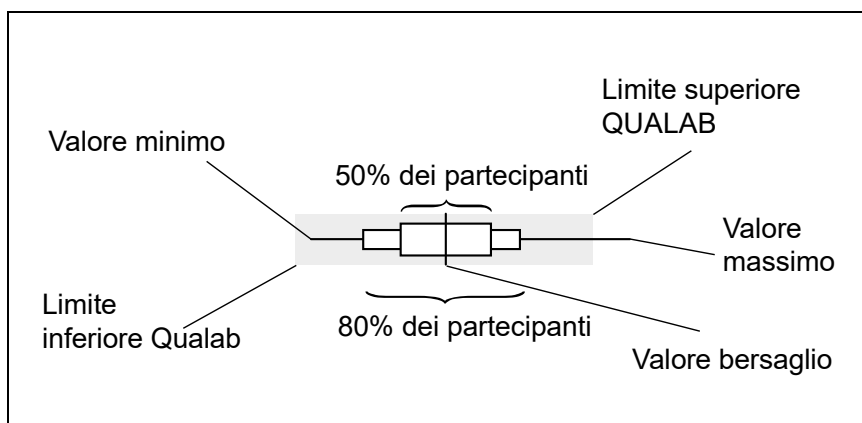 Limite superiore
QUALAB
Valore minimo
50% dei partecipanti
Valore
massimo
Limite
inferiore Qualab
80% dei partecipanti
Valore bersaglio